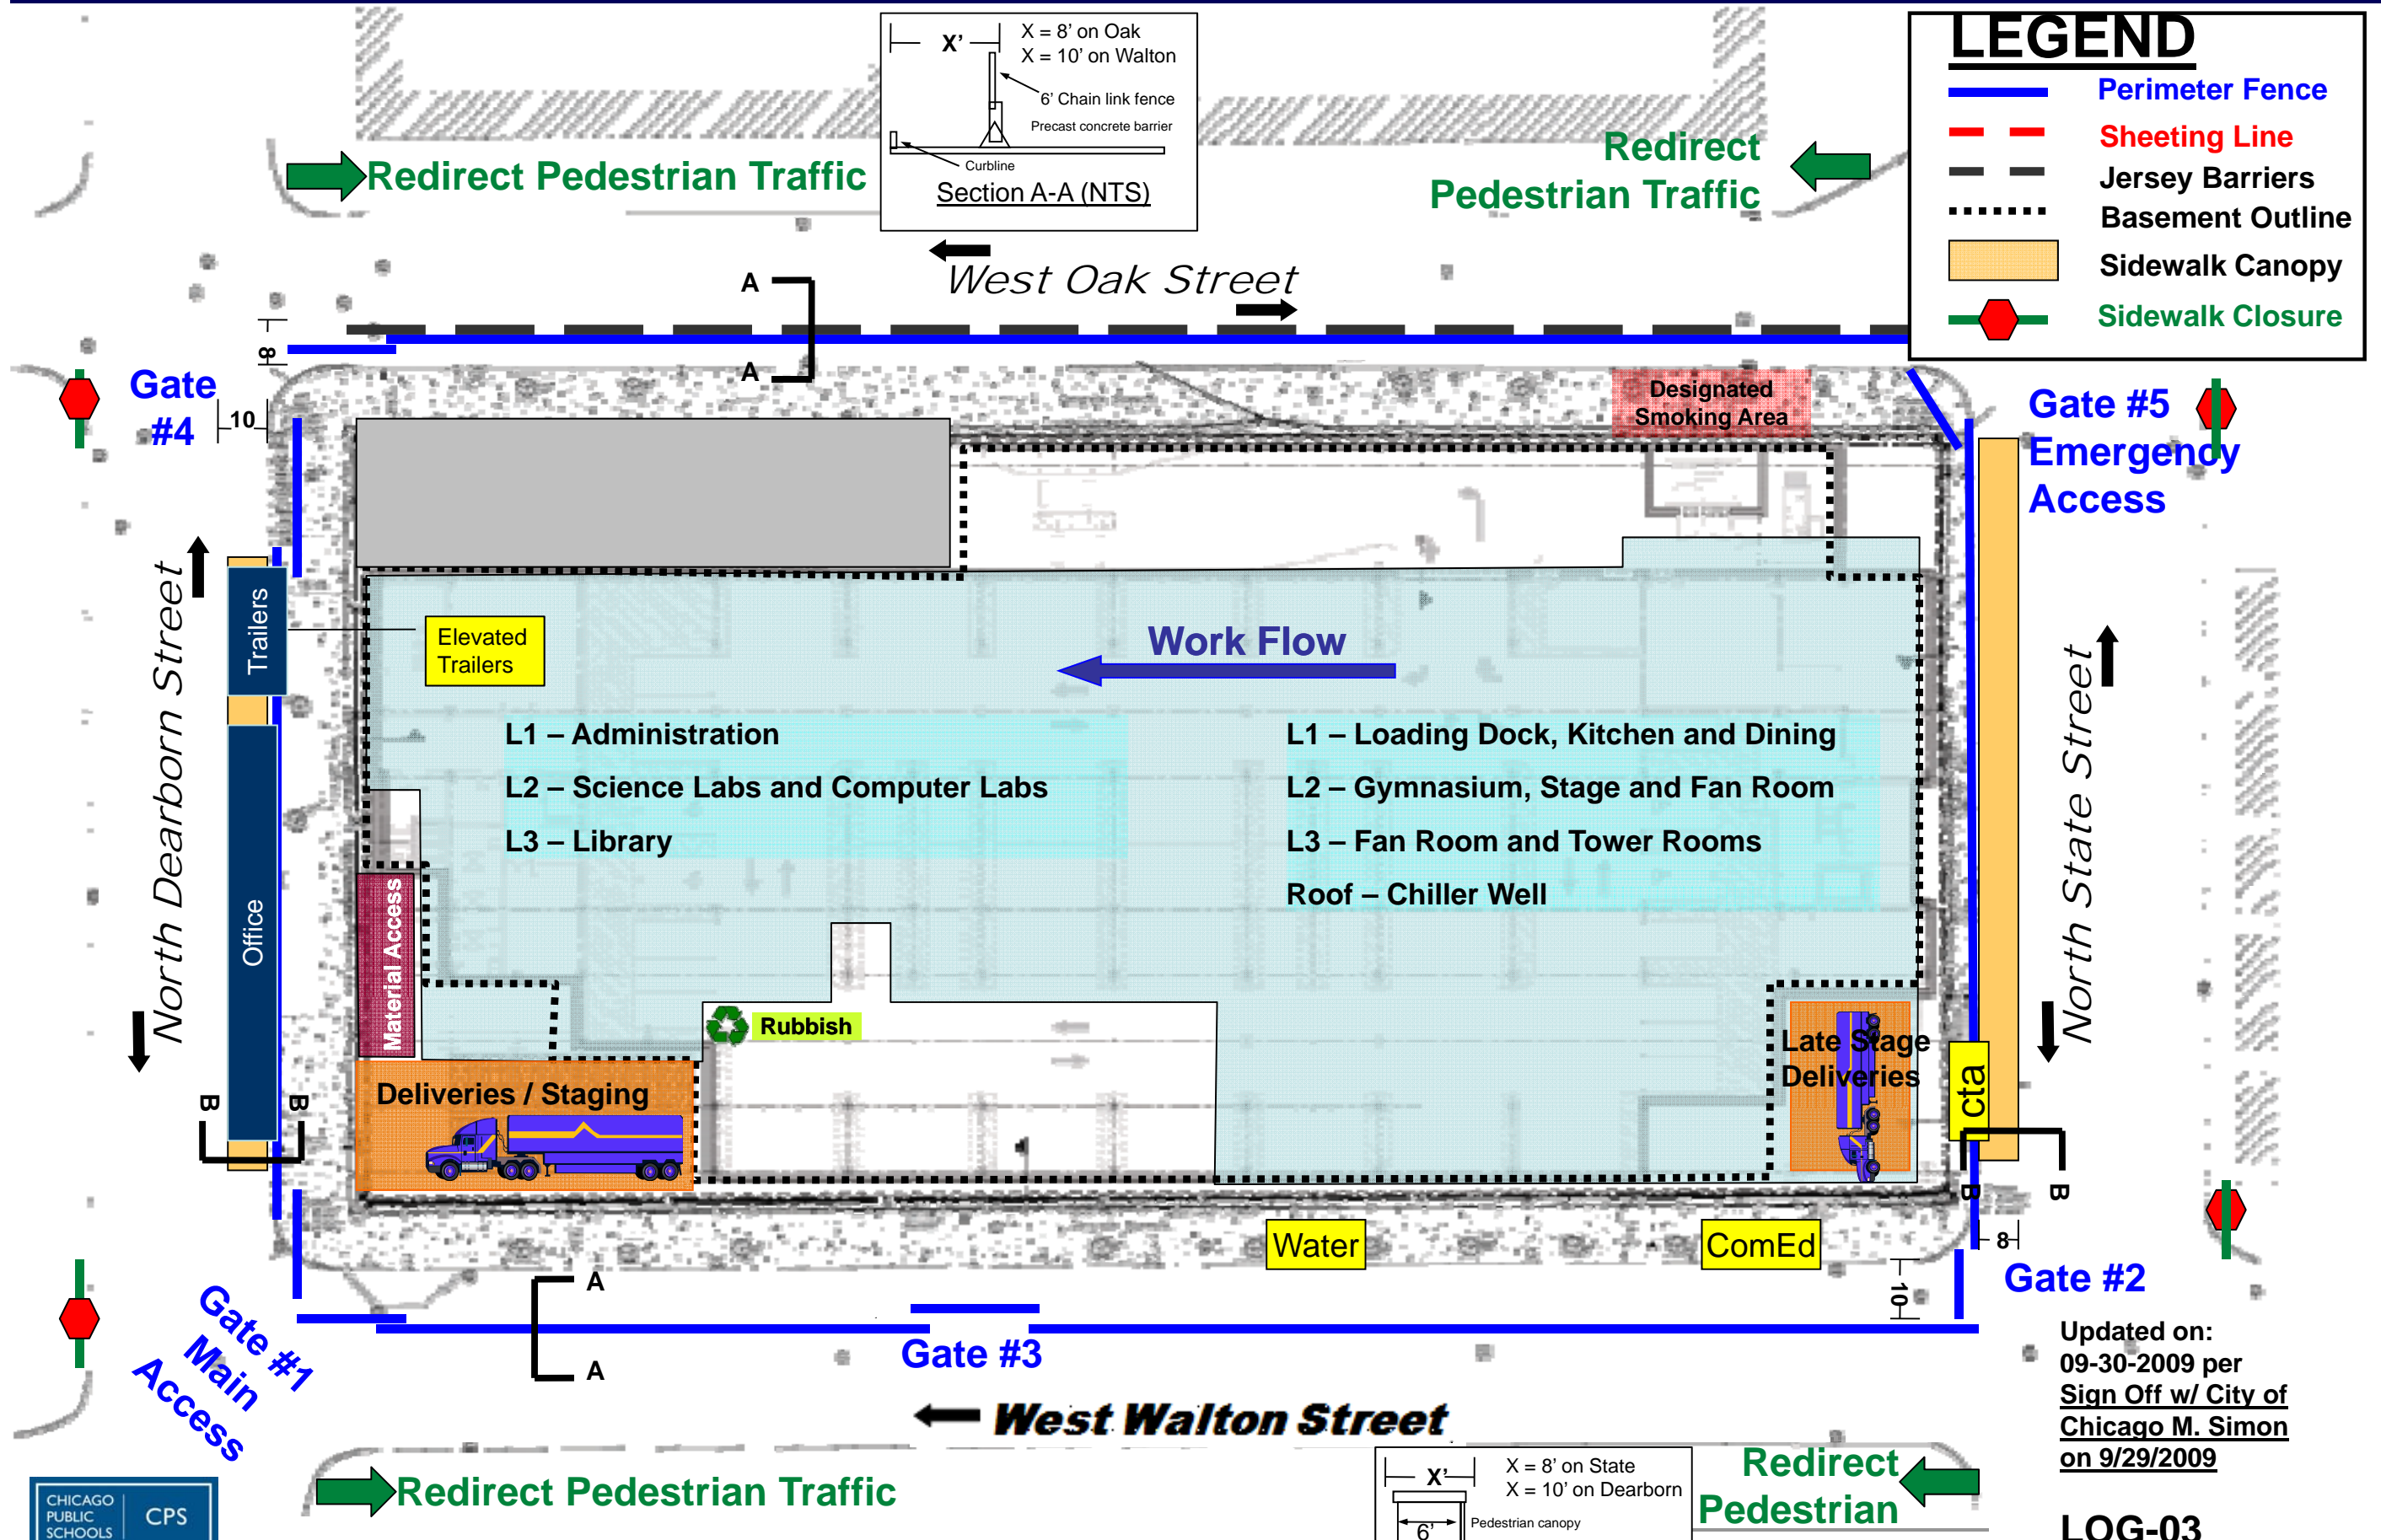 X'
X = 8' on Oak
X = 10' on Walton
6' Chain link fence
Precast concrete barrier
Curbline
Section A-A (NTS)
LEGEND
Perimeter Fence
Sheeting Line
Jersey Barriers
Basement Outline
Sidewalk Canopy
Sidewalk Closure
Redirect Pedestrian Traffic
Redirect
Pedestrian Traffic
West Oak Street
A
A
8
Gate
#4
10
Designated
Smoking Area
Gate #5
Emergency
Access
North Dearborn Street
Trailers
Elevated
Trailers
Office
Work Flow
L1 – Administration
L2 – Science Labs and Computer Labs
L3 – Library
L1 – Loading Dock, Kitchen and Dining
L2 – Gymnasium, Stage and Fan Room
L3 – Fan Room and Tower Rooms
Roof – Chiller Well
North State Street
Material Access
Rubbish
Deliveries / Staging
Late Stage
Deliveries
cta
B
B
B
B
Water
ComEd
8
10
Gate #2
A
A
Gate #1
Main
Access
Gate #3
West Walton Street
Updated on:
09-30-2009 per
Sign Off w/ City of
Chicago M. Simon
on 9/29/2009
LOG-03
CHICAGO
PUBLIC
SCHOOLS
CPS
Redirect Pedestrian Traffic
X'
X = 8' on State
X = 10' on Dearborn
6'
Pedestrian canopy
Redirect
Pedestrian